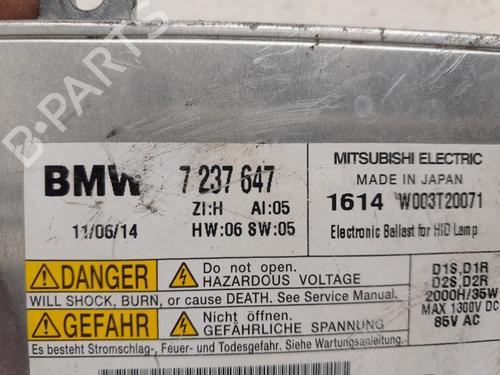 BMW 7 237 647
ZI:H AI:05
11/06/14 HW:06 SW:05
MITSUBISHI ELECTRIC
MADE IN JAPAN
1614 W003T20071
Electronic Ballast for HID Lamp
DANGER Do not open.
HAZARDOUS VOLTAGE
WILL SHOCK, BURN, or cause DEATH. See Service Manual.
GEFAHR Nicht öffnen.
GEFÄHRLICHE SPANNUNG
Es besteht Stromschlag-, Feuer- und Todesgefahr. Siehe Wartungsanleitung.
D1S,D1R
D2S,D2R
2000H/35W
MAX 1300V DC
85V AC
B-PARTS